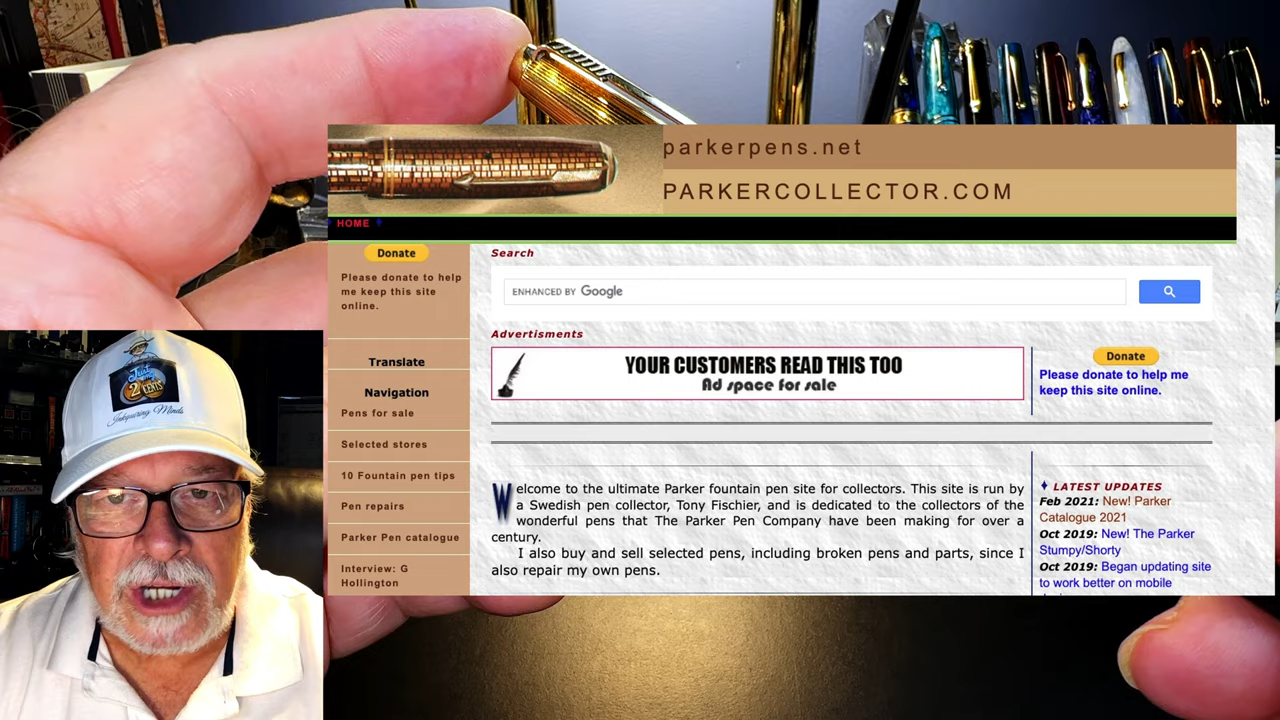 parkerpens.net
PARKERCOLLECTOR.COM
HOME
Donate
Please donate to help
me keep this site
online.
Translate
Navigation
Pens for sale
Selected stores
10 Fountain pen tips
Pen repairs
Parker Pen catalogue
Interview: G
Hollington
Search
ENHANCED BY Google
Advertisments
YOUR CUSTOMERS READ THIS TOO
Ad space for sale
Donate
Please donate to help me
keep this site online.
Welcome to the ultimate Parker fountain pen site for collectors. This site is run by
a Swedish pen collector, Tony Fischier, and is dedicated to the collectors of the
wonderful pens that The Parker Pen Company have been making for over a
century.
I also buy and sell selected pens, including broken pens and parts, since I
also repair my own pens.
LATEST UPDATES
Feb 2021: New! Parker
Catalogue 2021
Oct 2019: New! The Parker
Stumpy/Shorty
Oct 2019: Began updating site
to work better on mobile
Just
my
2 CENTS
Inkquiring Minds